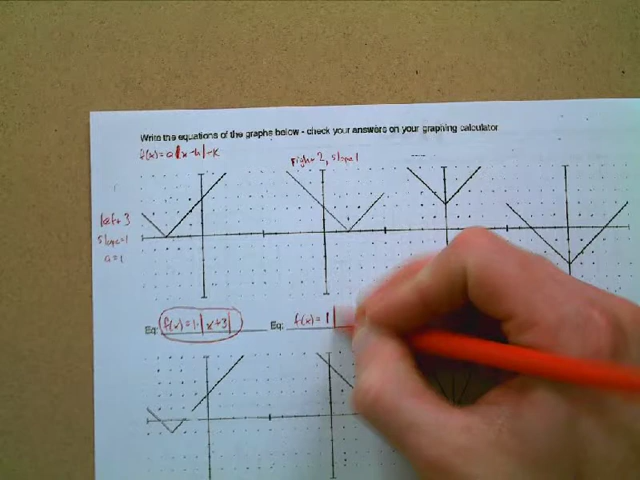 Write the equations of the graphs below - check your answers on your graphing calculator
f(x)=a|x-h|+k
right 2, slope 1
left 3
slope=1
a=1
Eq: f(x)=1·|x+3| Eq: f(x)=1|